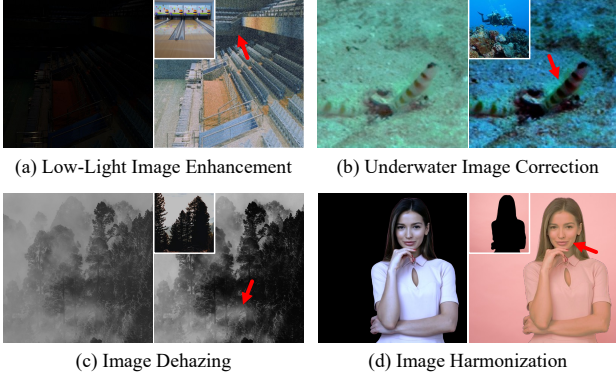 (a) Low-Light Image Enhancement
(b) Underwater Image Correction
(c) Image Dehazing
(d) Image Harmonization